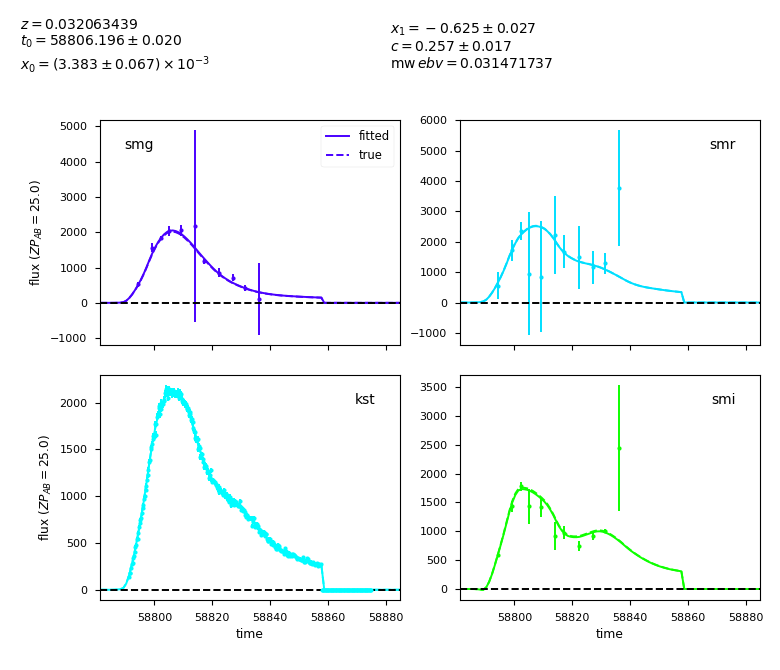 z = 0.032063439
t₀ = 58806.196 ± 0.020
x₀ = (3.383 ± 0.067) × 10⁻³
x₁ = −0.625 ± 0.027
c = 0.257 ± 0.017
mw ebv = 0.031471737
smg
fitted
true
5000
4000
3000
2000
1000
0
−1000
flux (ZP_AB = 25.0)
smr
6000
5000
4000
3000
2000
1000
0
−1000
kst
2000
1500
1000
500
0
flux (ZP_AB = 25.0)
58800 58820 58840 58860 58880
time
smi
3500
3000
2500
2000
1500
1000
500
0
58800 58820 58840 58860 58880
time